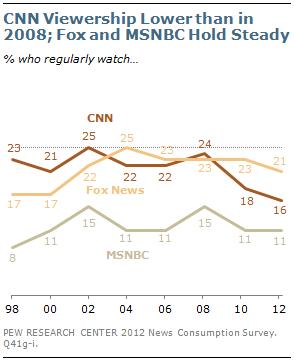 CNN Viewership Lower than in
2008; Fox and MSNBC Hold Steady
% who regularly watch...
CNN
23 21 25 22 22 24 18 16
Fox News
17 17 22 25 23 23 23 21
MSNBC
8 11 15 11 11 15 11 11
98 00 02 04 06 08 10 12
PEW RESEARCH CENTER 2012 News Consumption Survey.
Q41g-i.